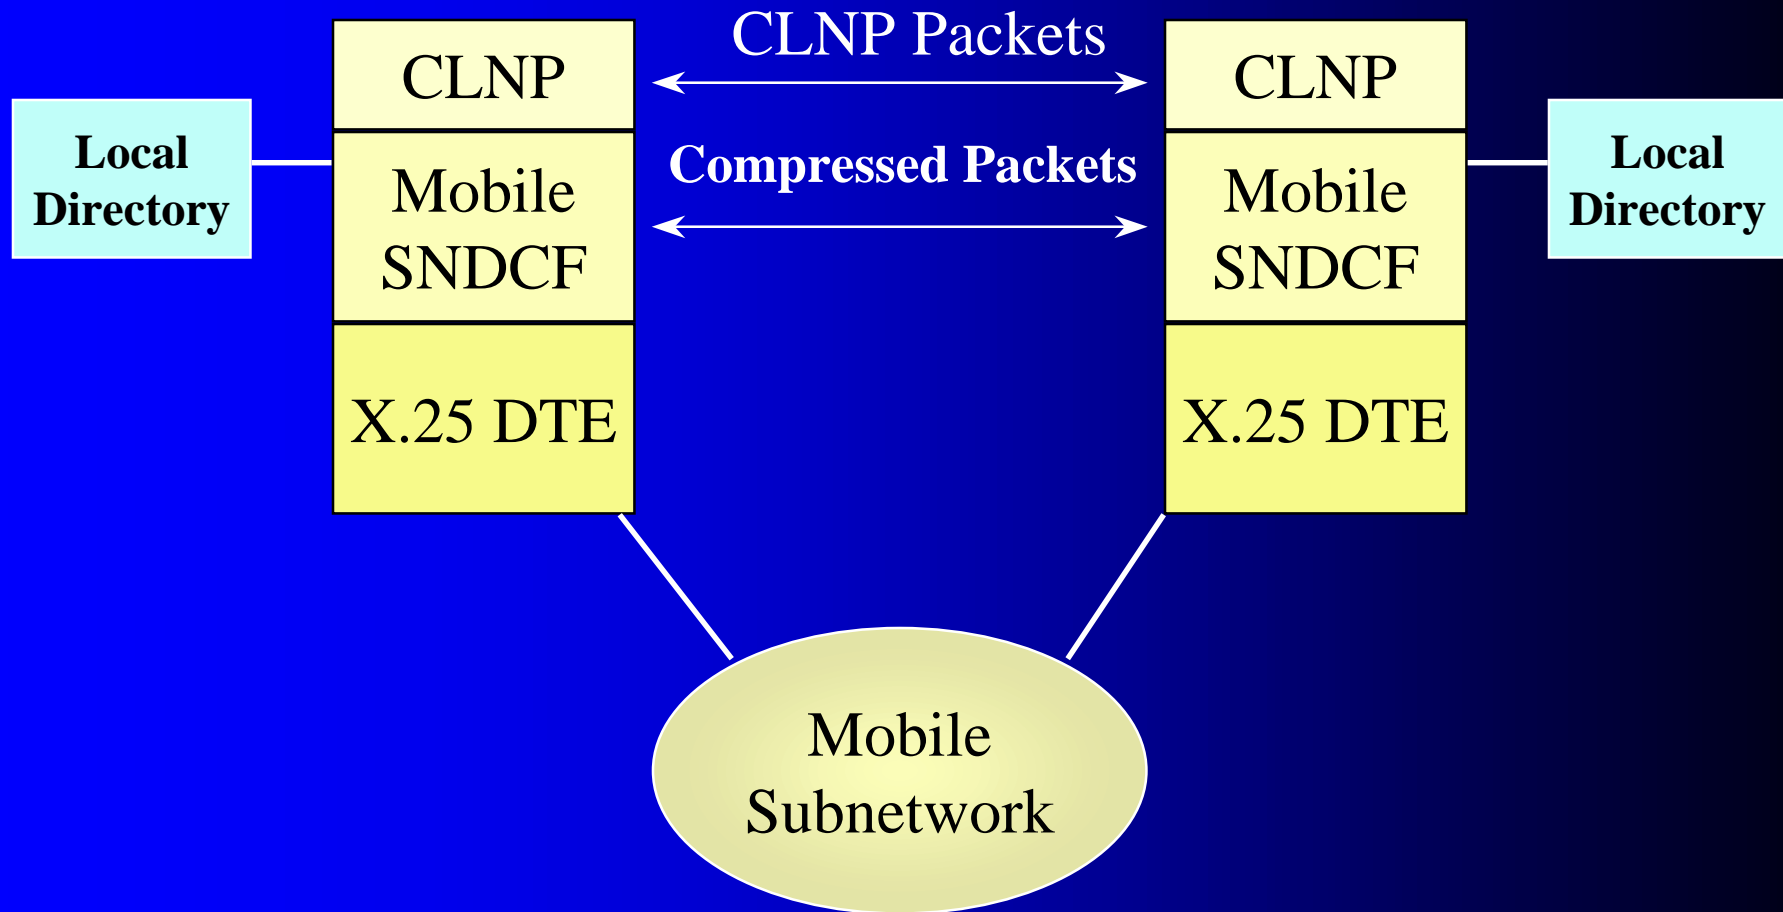 CLNP Packets
CLNP
CLNP
Local
Directory
Compressed Packets
Local
Directory
Mobile
SNDCF
Mobile
SNDCF
X.25 DTE
X.25 DTE
Mobile
Subnetwork